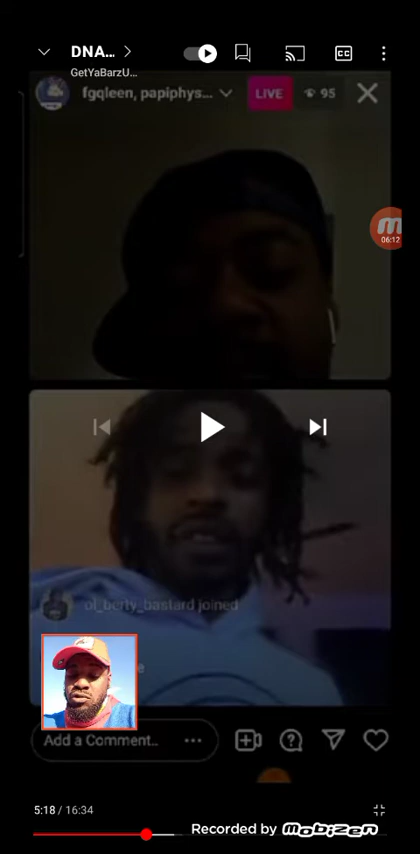 DNA...
GetYaBarzU...
fgqleen, papiphys...
LIVE
95
CC
06:12
ol_berty_bastard joined
Add a Comment..
5:18 / 16:34
Recorded by mobizen